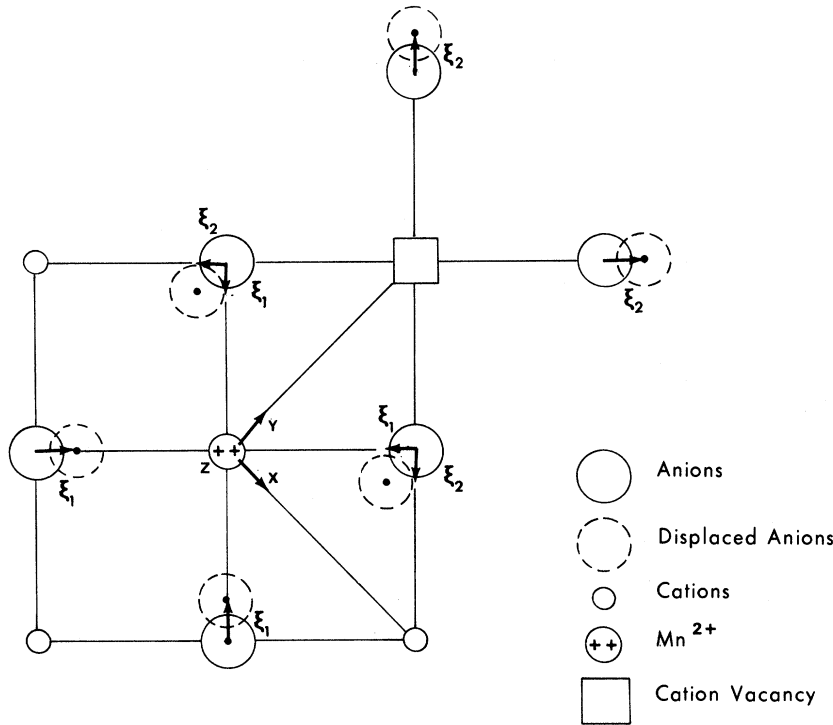 ξ₂
ξ₂
ξ₁
ξ₂
Y
ξ₁
Z
++
X
ξ₂
ξ₁
ξ₁
Anions
Displaced Anions
Cations
++ Mn²⁺
Cation Vacancy